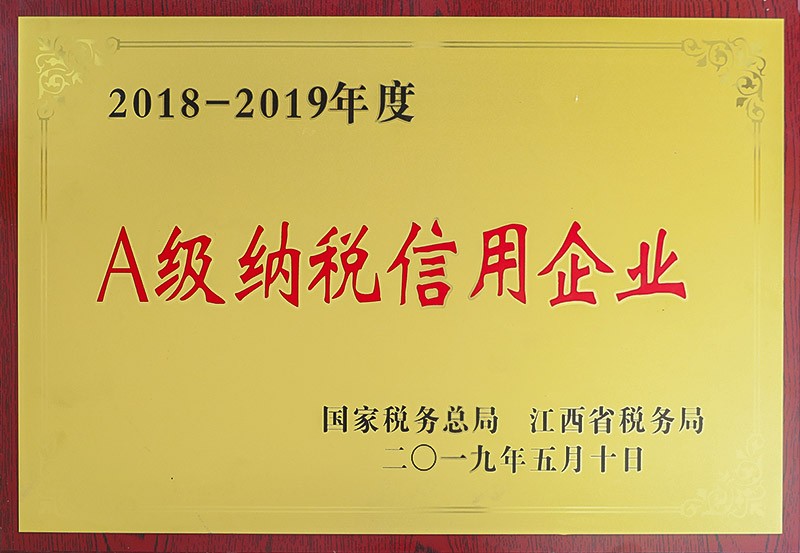 2018-2019年度
A级纳税信用企业
国家税务总局 江西省税务局
二〇一九年五月十日